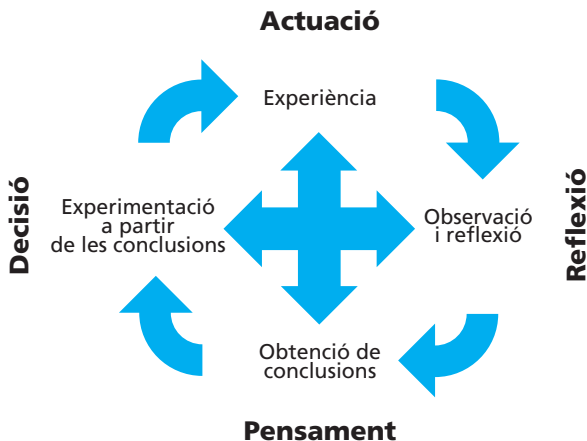 Actuació
Experiència
Decisió
Experimentació
a partir
de les conclusions
Observació
i reflexió
Reflexió
Obtenció de
conclusions
Pensament